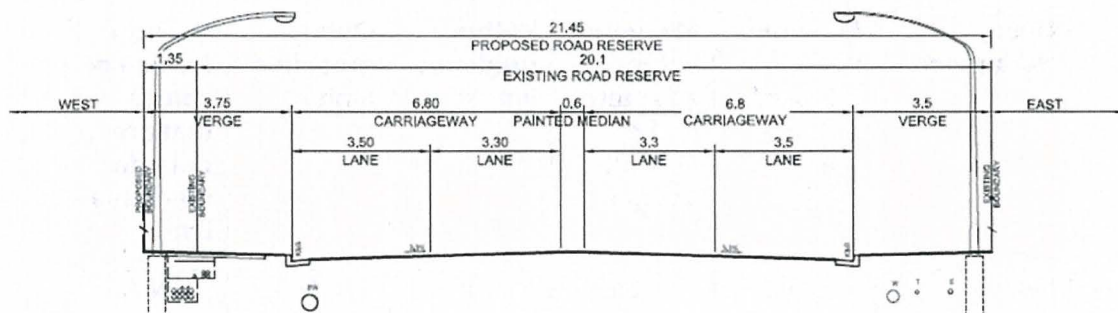 21.45
PROPOSED ROAD RESERVE
1.35 20.1
EXISTING ROAD RESERVE
WEST 3.75 6.80 0.6 6.8 3.5 EAST
VERGE CARRIAGEWAY PAINTED MEDIAN CARRIAGEWAY VERGE
3.50 3.30 3.3 3.5
LANE LANE LANE LANE
PROPOSED
BOUNDARY
EXISTING
BOUNDARY
EXISTING
BOUNDARY